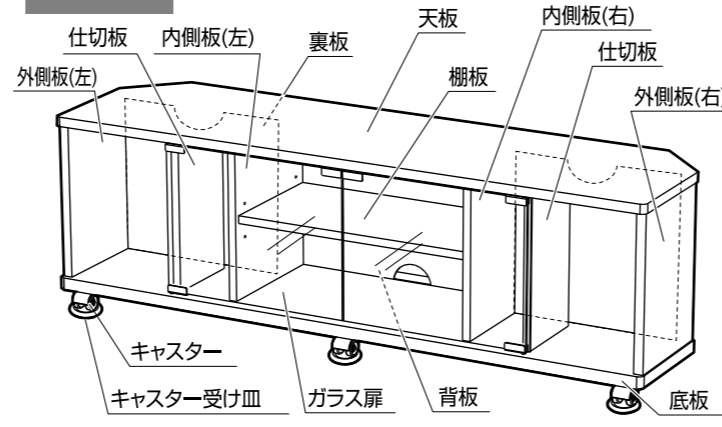 天板
内側板(右)
仕切板
内側板(左)
裏板
仕切板
外側板(左)
棚板
外側板(右)
キャスター
キャスター受け皿
ガラス扉
背板
底板